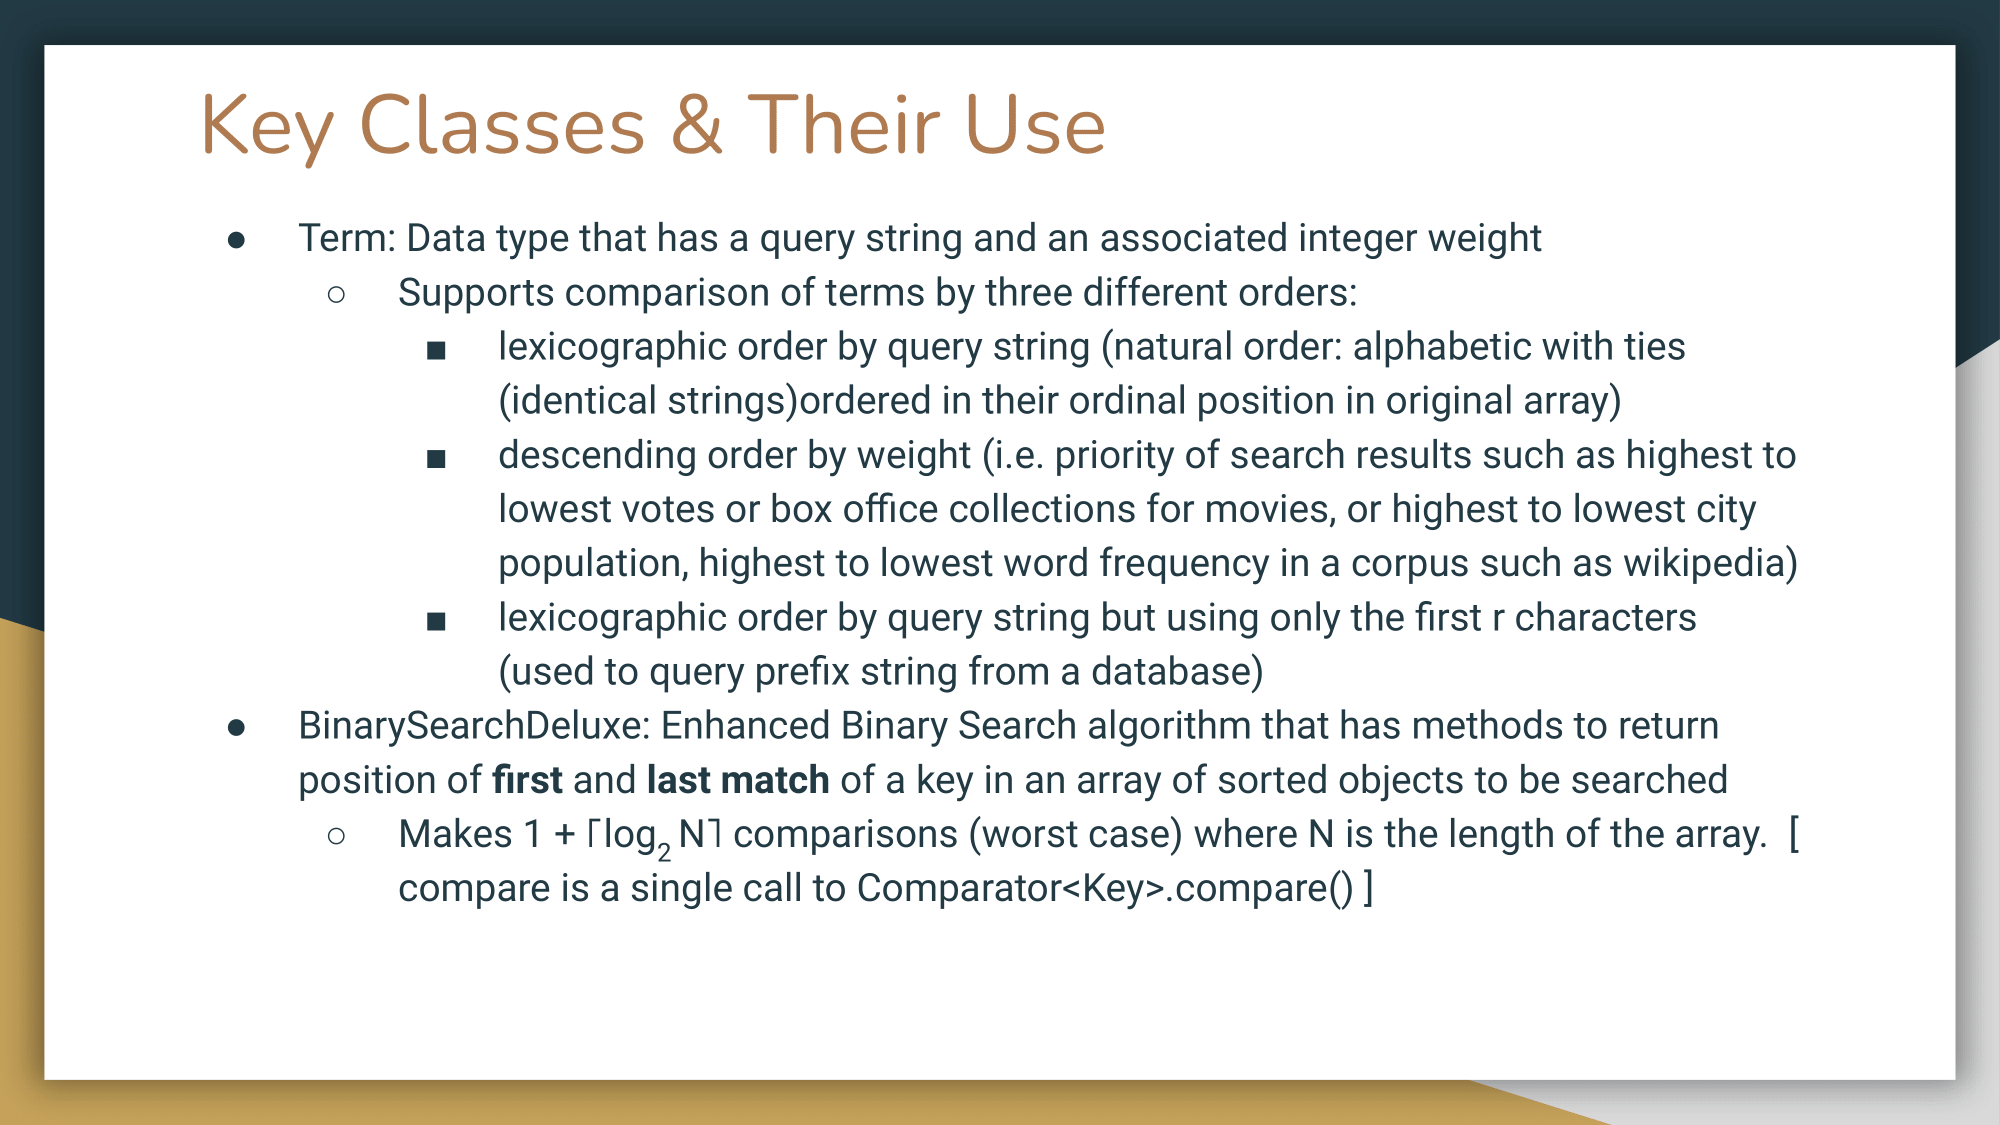 Key Classes & Their Use
● Term: Data type that has a query string and an associated integer weight
○ Supports comparison of terms by three different orders:
■ lexicographic order by query string (natural order: alphabetic with ties
(identical strings)ordered in their ordinal position in original array)
■ descending order by weight (i.e. priority of search results such as highest to
lowest votes or box office collections for movies, or highest to lowest city
population, highest to lowest word frequency in a corpus such as wikipedia)
■ lexicographic order by query string but using only the first r characters
(used to query prefix string from a database)
● BinarySearchDeluxe: Enhanced Binary Search algorithm that has methods to return
position of first and last match of a key in an array of sorted objects to be searched
○ Makes 1 + ⌈log₂ N⌉ comparisons (worst case) where N is the length of the array. [
compare is a single call to Comparator<Key>.compare() ]